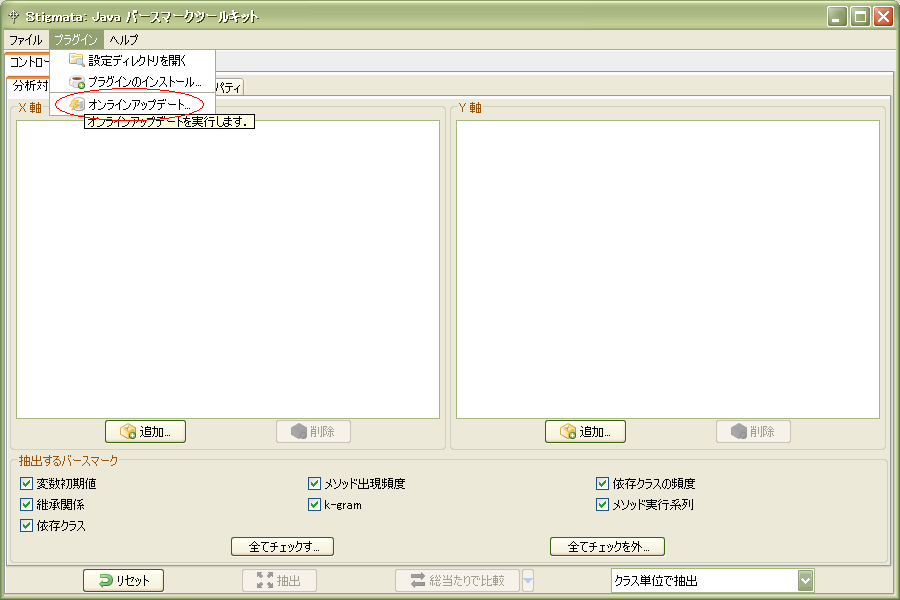 Stigmata: Java バースマークツールキット
ファイル プラグイン ヘルプ
設定ディレクトリを開く
プラグインのインストール...
オンラインアップデート...
オンラインアップデートを実行します.
コントロー
分析対 パティ
X 軸 Y 軸
追加... 削除 追加... 削除
抽出するバースマーク
変数初期値 メソッド出現頻度 依存クラスの頻度
継承関係 k-gram メソッド実行系列
依存クラス
全てチェックす... 全てチェックを外...
リセット 抽出 総当たりで比較 クラス単位で抽出